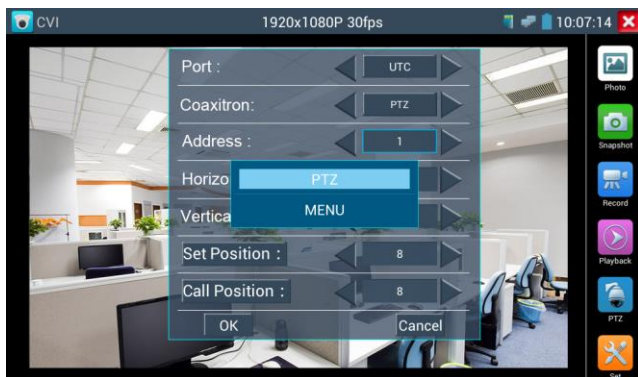 CVI 1920x1080P 30fps 10:07:14
Port : UTC
Coaxitron: PTZ
Address : 1
Horizo
PTZ
MENU
Vertica
Set Position : 8
Call Position : 8
OK Cancel
Photo
Snapshot
Record
Playback
PTZ
Set